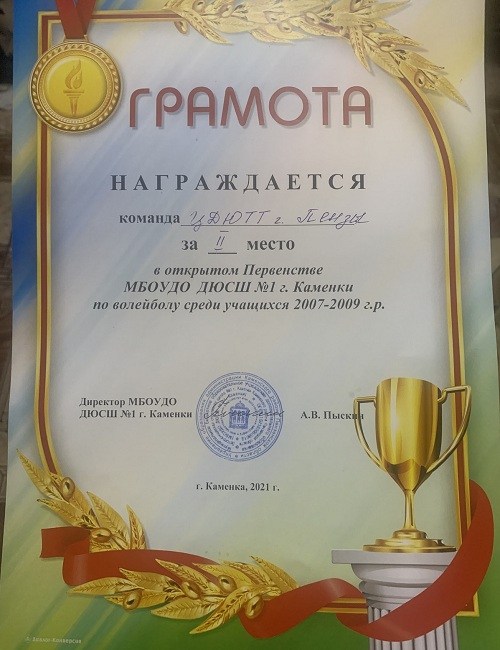 ГРАМОТА
НАГРАЖДАЕТСЯ
команда ЦДЮТТ г. Пензы
за II место
в открытом Первенстве
МБОУДО ДЮСШ №1 г. Каменки
по волейболу среди учащихся 2007-2009 г.р.
Директор МБОУДО
ДЮСШ №1 г. Каменки А.В. Пыскин
г. Каменка, 2021 г.